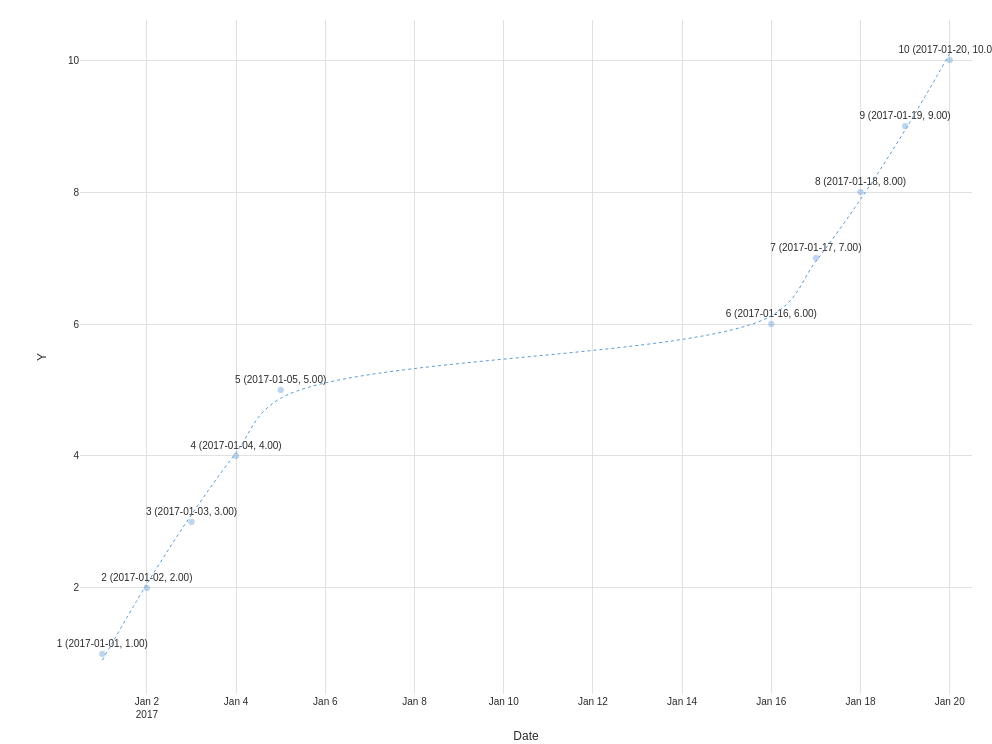 10 (2017-01-20, 10.0
10
9 (2017-01-19, 9.00)
8 (2017-01-18, 8.00)
8
7 (2017-01-17, 7.00)
6 (2017-01-16, 6.00)
6
Y
5 (2017-01-05, 5.00)
4 (2017-01-04, 4.00)
4
3 (2017-01-03, 3.00)
2 (2017-01-02, 2.00)
2
1 (2017-01-01, 1.00)
Jan 2 Jan 4 Jan 6 Jan 8 Jan 10 Jan 12 Jan 14 Jan 16 Jan 18 Jan 20
2017
Date